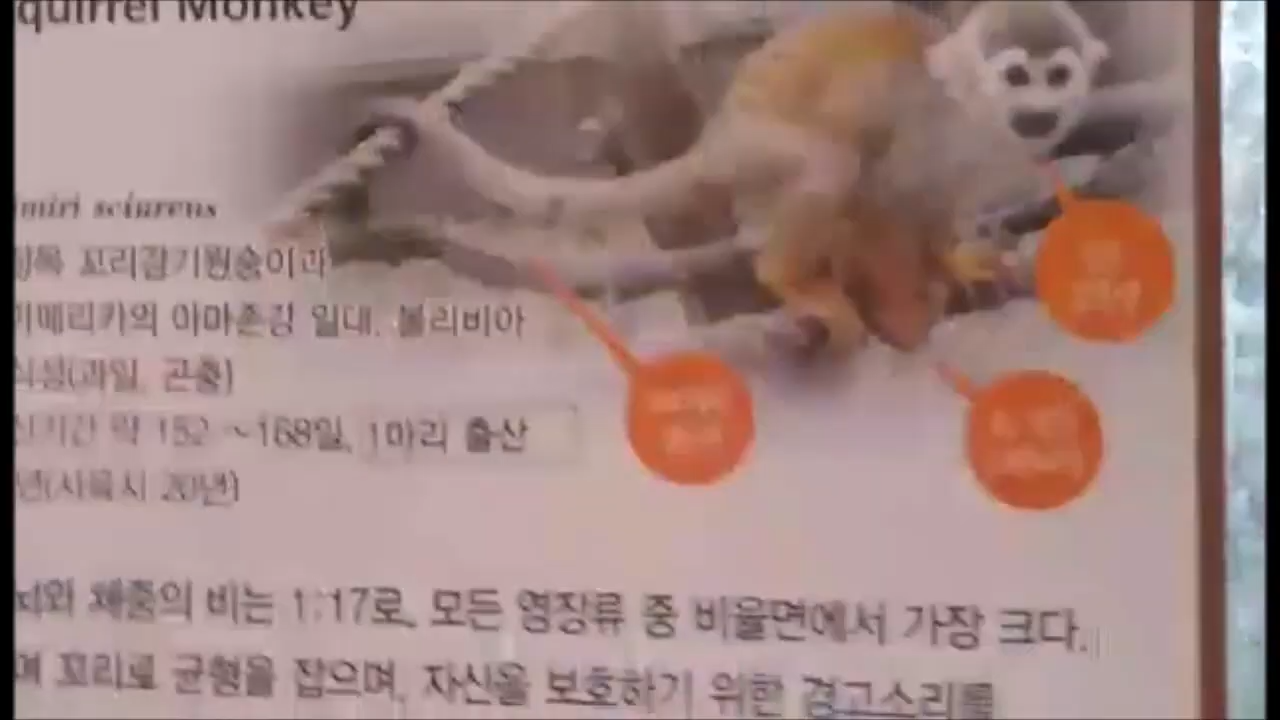 quirrel Monkey
miri sciureus
목 꼬리감기원숭이과
아메리카의 아마존강 일대, 볼리비아
식성(과일, 곤충)
신기간 약 152 ~168일, 1마리 출산
년(사육시 20년)
뇌와 체중의 비는 1:17로, 모든 영장류 중 비율면에서 가장 크다.
며 꼬리로 균형을 잡으며, 자신을 보호하기 위한 경고소리를